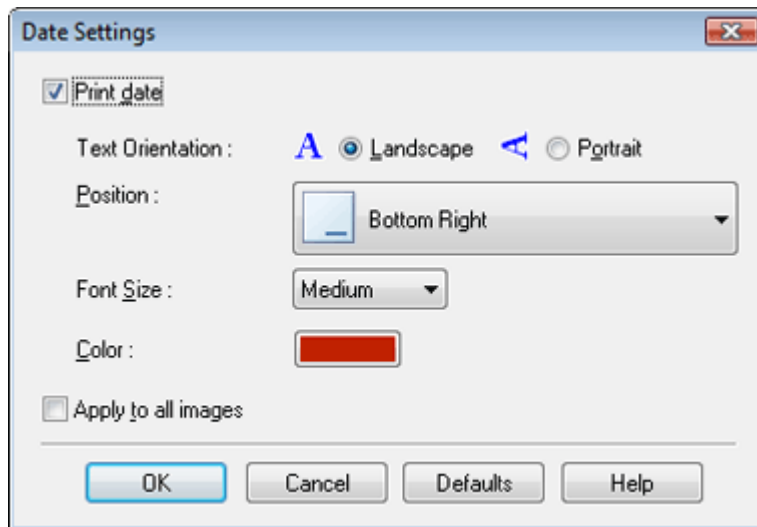 Date Settings
Print date
Text Orientation : A Landscape A Portrait
Position : Bottom Right
Font Size : Medium
Color :
Apply to all images
OK Cancel Defaults Help